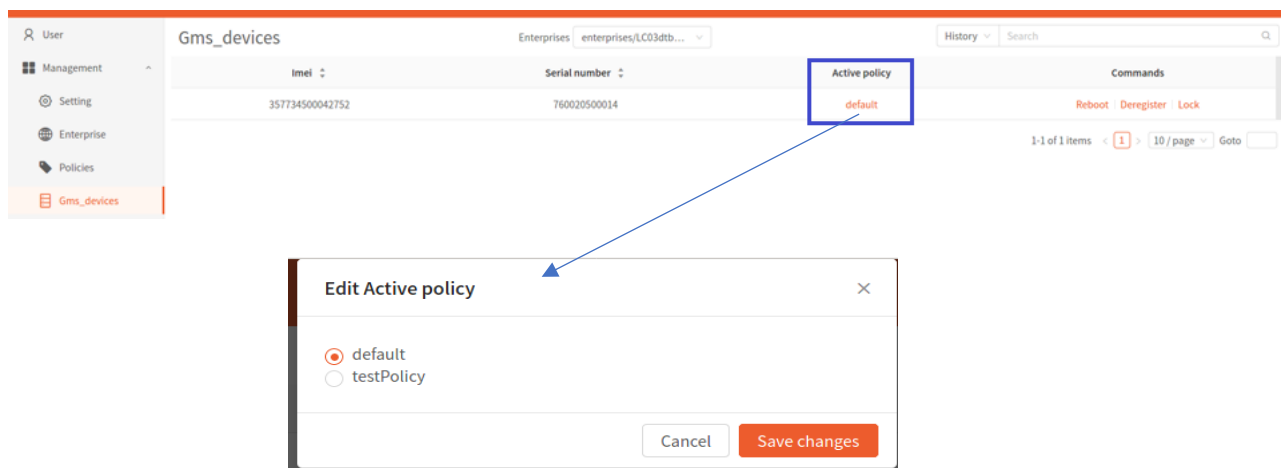 User
Management
Setting
Enterprise
Policies
Gms_devices
Gms_devices
Enterprises enterprises/LC03dtb...
History Search
Imei Serial number Active policy Commands
357734500042752 760020500014 default Reboot Deregister Lock
1-1 of 1 items < 1 > 10 / page Goto
Edit Active policy
default
testPolicy
Cancel Save changes